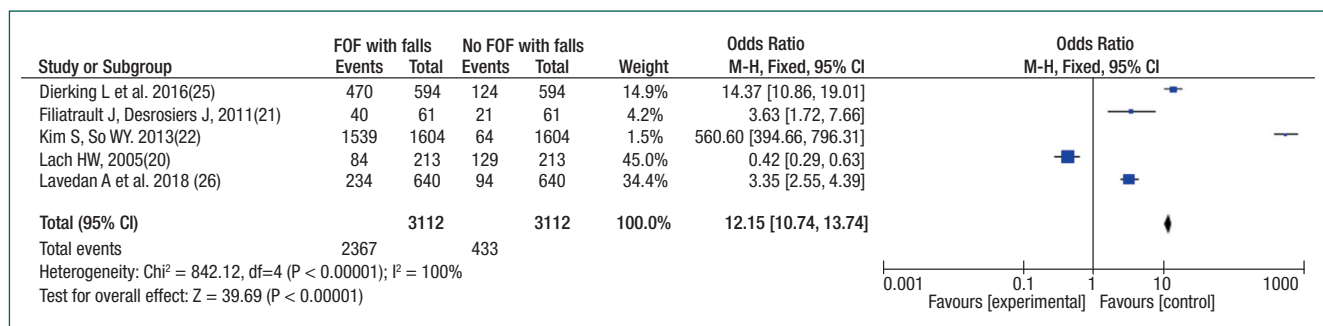 FOF with falls No FOF with falls Odds Ratio Odds Ratio
Study or Subgroup Events Total Events Total Weight M-H, Fixed, 95% CI M-H, Fixed, 95% CI
Dierking L et al. 2016(25) 470 594 124 594 14.9% 14.37 [10.86, 19.01]
Filiatrault J, Desrosiers J, 2011(21) 40 61 21 61 4.2% 3.63 [1.72, 7.66]
Kim S, So WY. 2013(22) 1539 1604 64 1604 1.5% 560.60 [394.66, 796.31]
Lach HW, 2005(20) 84 213 129 213 45.0% 0.42 [0.29, 0.63]
Lavedan A et al. 2018 (26) 234 640 94 640 34.4% 3.35 [2.55, 4.39]
Total (95% CI) 3112 3112 100.0% 12.15 [10.74, 13.74]
Total events 2367 433
Heterogeneity: Chi² = 842.12, df=4 (P < 0.00001); I² = 100%
Test for overall effect: Z = 39.69 (P < 0.00001)
0.001 0.1 1 10 1000
Favours [experimental] Favours [control]